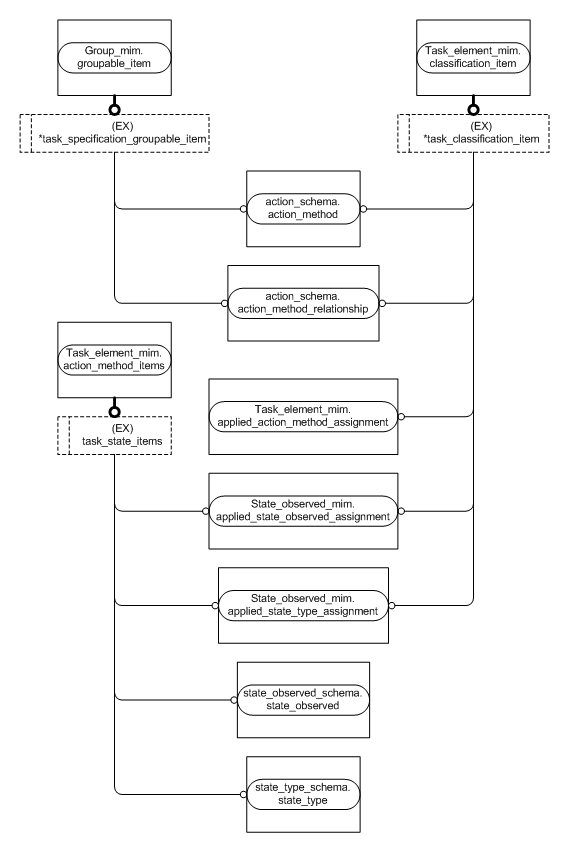 Group_mim.
groupable_item
Task_element_mim.
classification_item
(EX)
*task_specification_groupable_item
(EX)
*task_classification_item
action_schema.
action_method
action_schema.
action_method_relationship
Task_element_mim.
action_method_items
Task_element_mim.
applied_action_method_assignment
(EX)
task_state_items
State_observed_mim.
applied_state_observed_assignment
State_observed_mim.
applied_state_type_assignment
state_observed_schema.
state_observed
state_type_schema.
state_type